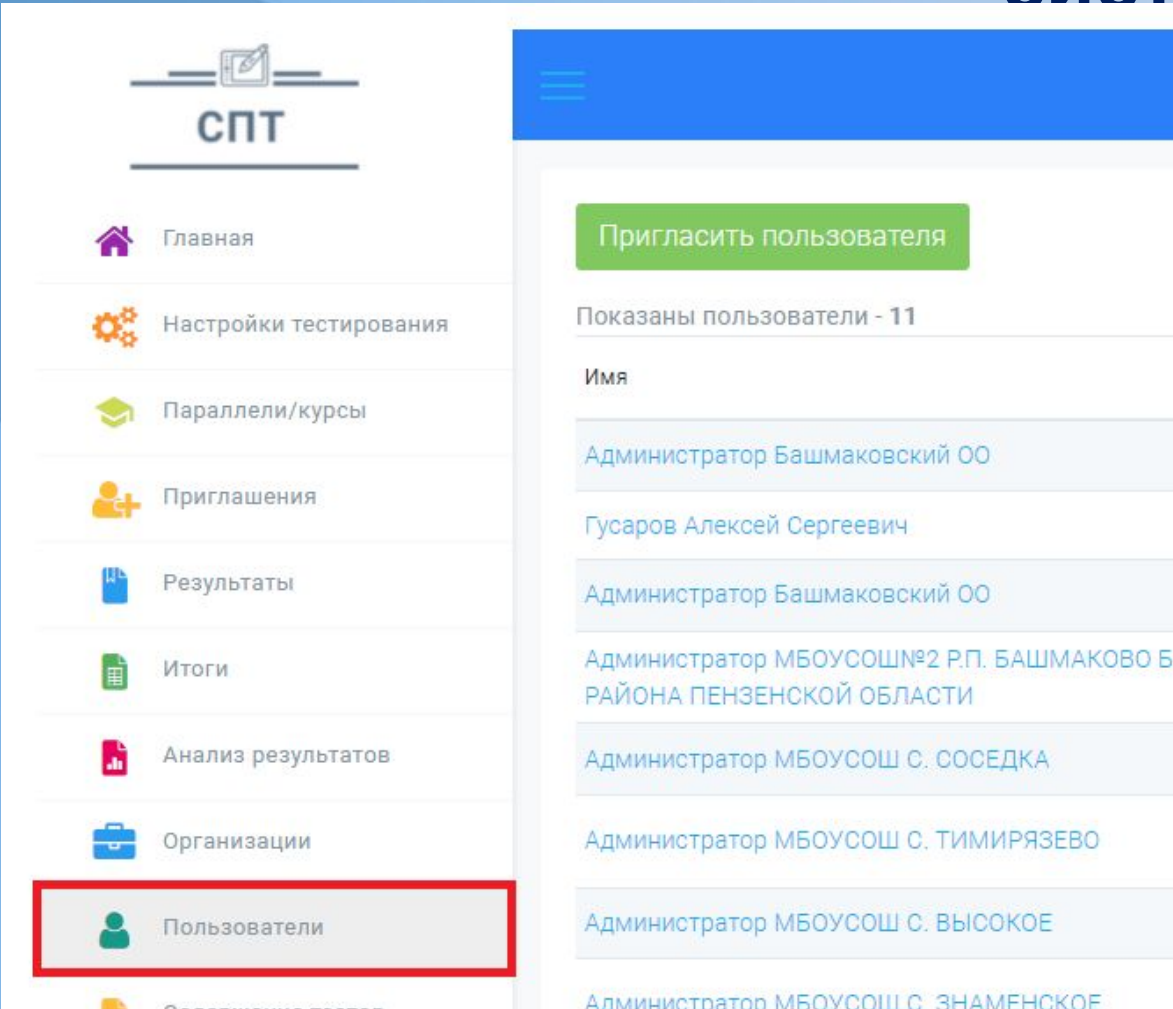 СПТ
Главная
Настройки тестирования
Параллели/курсы
Приглашения
Результаты
Итоги
Анализ результатов
Организации
Пользователи
Пригласить пользователя
Показаны пользователи - 11
Имя
Администратор Башмаковский ОО
Гусаров Алексей Сергеевич
Администратор Башмаковский ОО
Администратор МБОУСОШ№2 Р.П. БАШМАКОВО Б
РАЙОНА ПЕНЗЕНСКОЙ ОБЛАСТИ
Администратор МБОУСОШ С. СОСЕДКА
Администратор МБОУСОШ С. ТИМИРЯЗЕВО
Администратор МБОУСОШ С. ВЫСОКОЕ
Администратор МБОУСОШ С. ЗНАМЕНСКОЕ